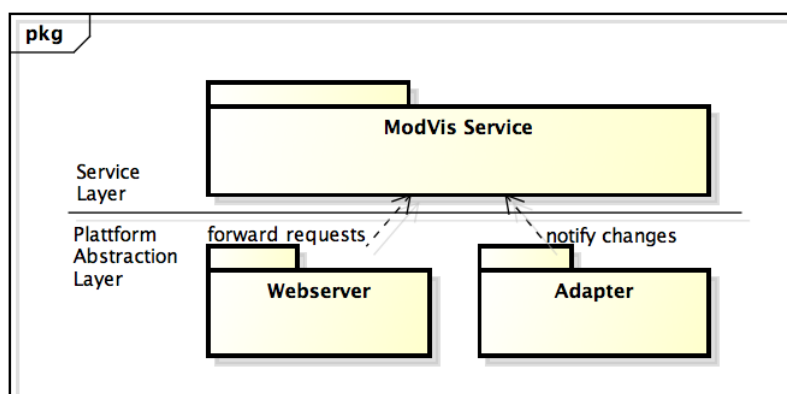 pkg
ModVis Service
Service
Layer
Plattform
Abstraction
Layer
forward requests
notify changes
Webserver
Adapter